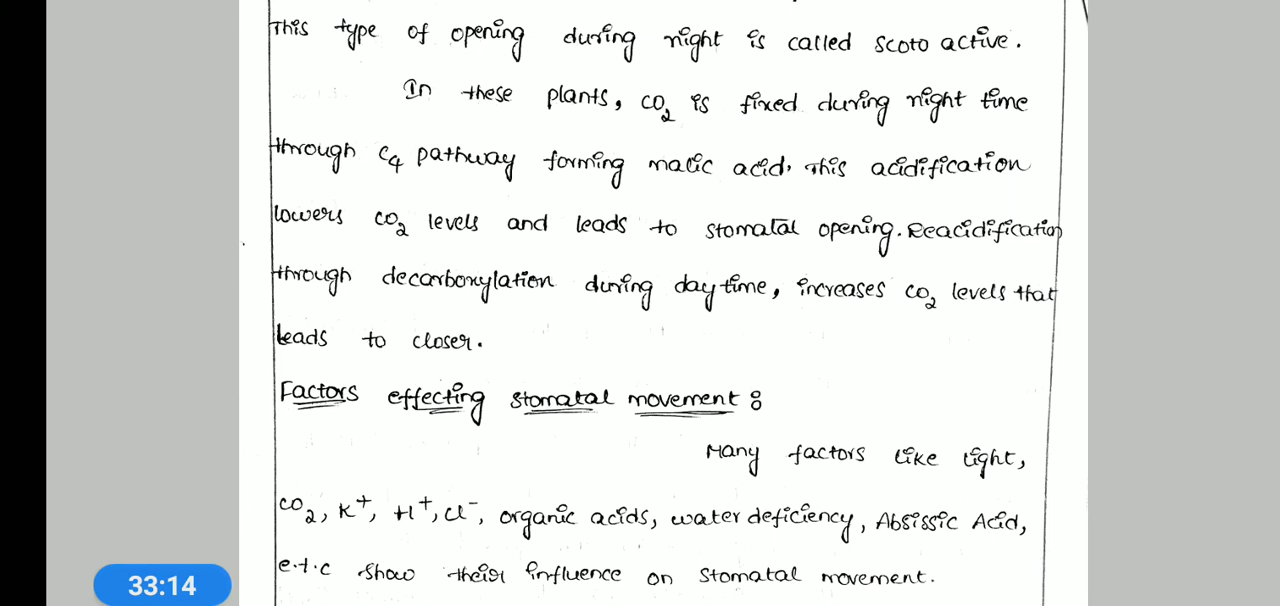 This type of opening during night is called scoto active.
In these plants, CO₂ is fixed during night time
through C₄ pathway forming malic acid. This acidification
lowers CO₂ levels and leads to stomatal opening. Reacidification
through decarboxylation during day time, increases CO₂ levels that
leads to closer.
Factors effecting stomatal movement :
Many factors like light,
CO₂, K⁺, H⁺, Cl⁻, organic acids, water deficiency, Absissic Acid,
e.t.c show their influence on stomatal movement.
33:14